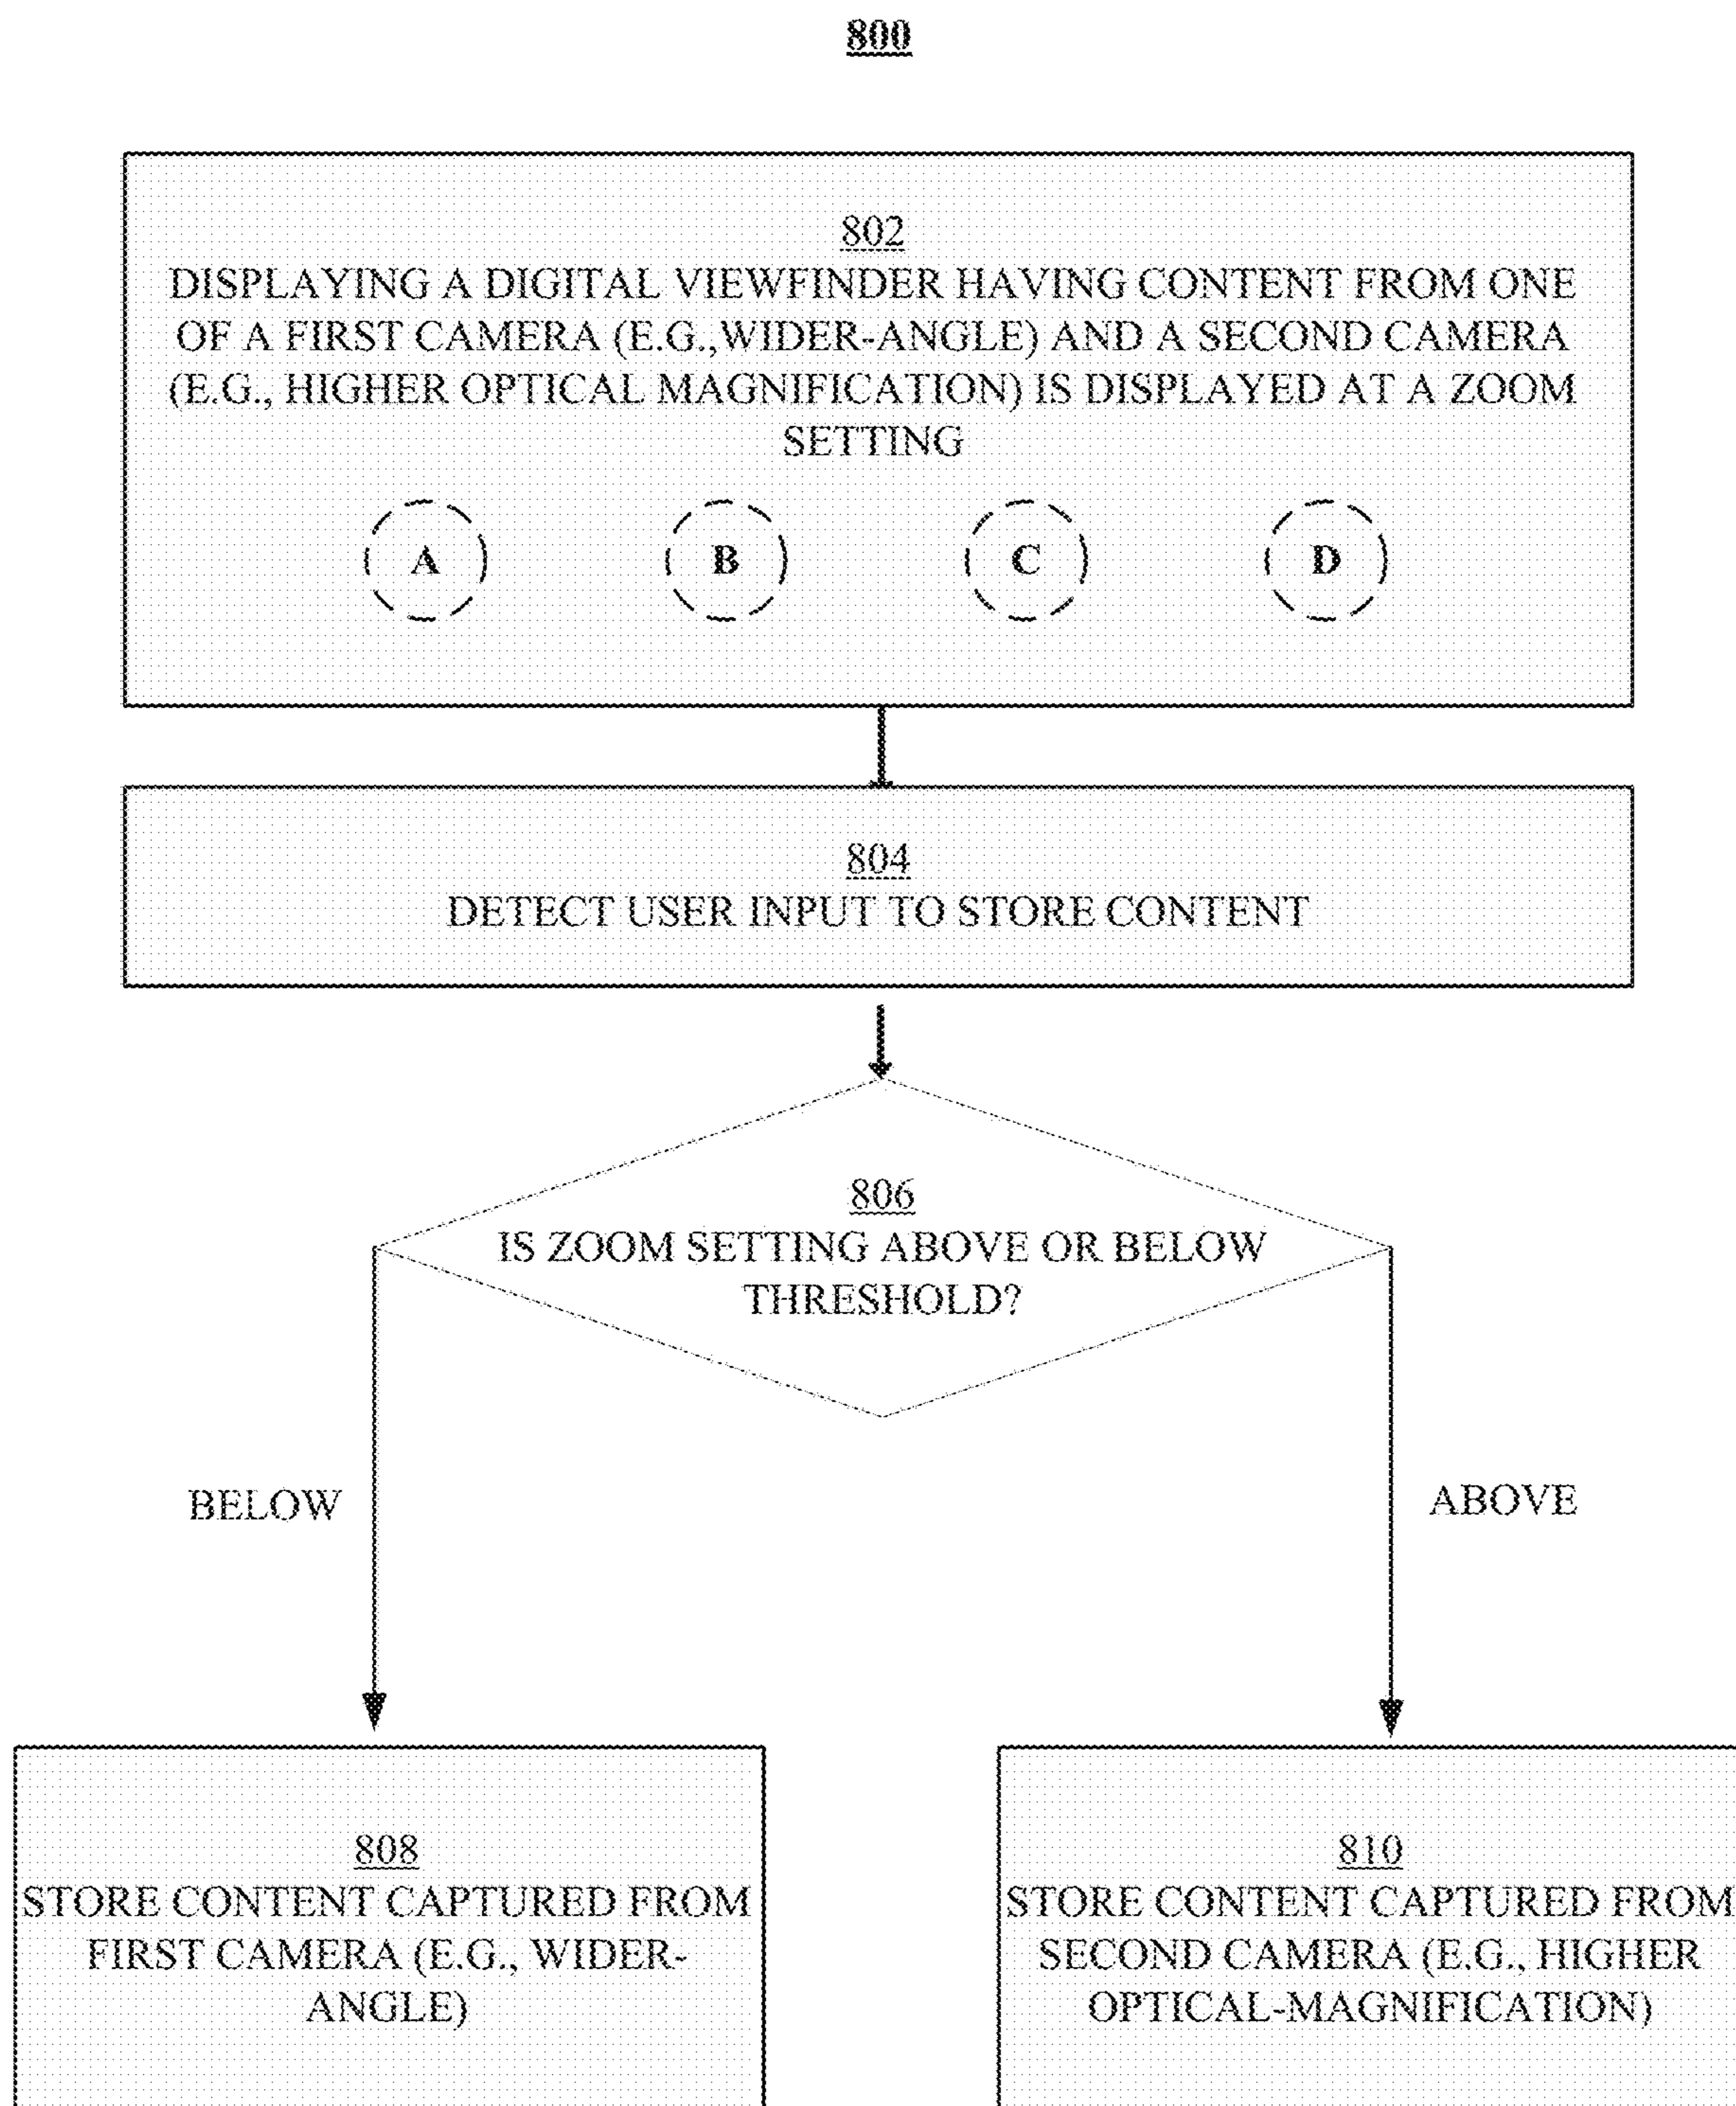 800
802
DISPLAYING A DIGITAL VIEWFINDER HAVING CONTENT FROM ONE
OF A FIRST CAMERA (E.G.,WIDER-ANGLE) AND A SECOND CAMERA
(E.G., HIGHER OPTICAL MAGNIFICATION) IS DISPLAYED AT A ZOOM
SETTING
A B C D
804
DETECT USER INPUT TO STORE CONTENT
806
IS ZOOM SETTING ABOVE OR BELOW
THRESHOLD?
BELOW
ABOVE
808
STORE CONTENT CAPTURED FROM
FIRST CAMERA (E.G., WIDER-
ANGLE)
810
STORE CONTENT CAPTURED FROM
SECOND CAMERA (E.G., HIGHER
OPTICAL-MAGNIFICATION)